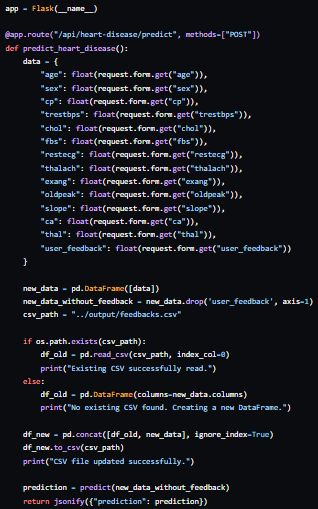 app = Flask(__name__)
@app.route("/api/heart-disease/predict", methods=["POST"])
def predict_heart_disease():
    data = {
        "age": float(request.form.get("age")),
        "sex": float(request.form.get("sex")),
        "cp": float(request.form.get("cp")),
        "trestbps": float(request.form.get("trestbps")),
        "chol": float(request.form.get("chol")),
        "fbs": float(request.form.get("fbs")),
        "restecg": float(request.form.get("restecg")),
        "thalach": float(request.form.get("thalach")),
        "exang": float(request.form.get("exang")),
        "oldpeak": float(request.form.get("oldpeak")),
        "slope": float(request.form.get("slope")),
        "ca": float(request.form.get("ca")),
        "thal": float(request.form.get("thal")),
        "user_feedback": float(request.form.get("user_feedback"))
    }
    new_data = pd.DataFrame([data])
    new_data_without_feedback = new_data.drop('user_feedback', axis=1)
    csv_path = "../output/feedbacks.csv"
    if os.path.exists(csv_path):
        df_old = pd.read_csv(csv_path, index_col=0)
        print("Existing CSV successfully read.")
    else:
        df_old = pd.DataFrame(columns=new_data.columns)
        print("No existing CSV found. Creating a new DataFrame.")
    df_new = pd.concat([df_old, new_data], ignore_index=True)
    df_new.to_csv(csv_path)
    print("CSV file updated successfully.")
    prediction = predict(new_data_without_feedback)
    return jsonify({"prediction": prediction})